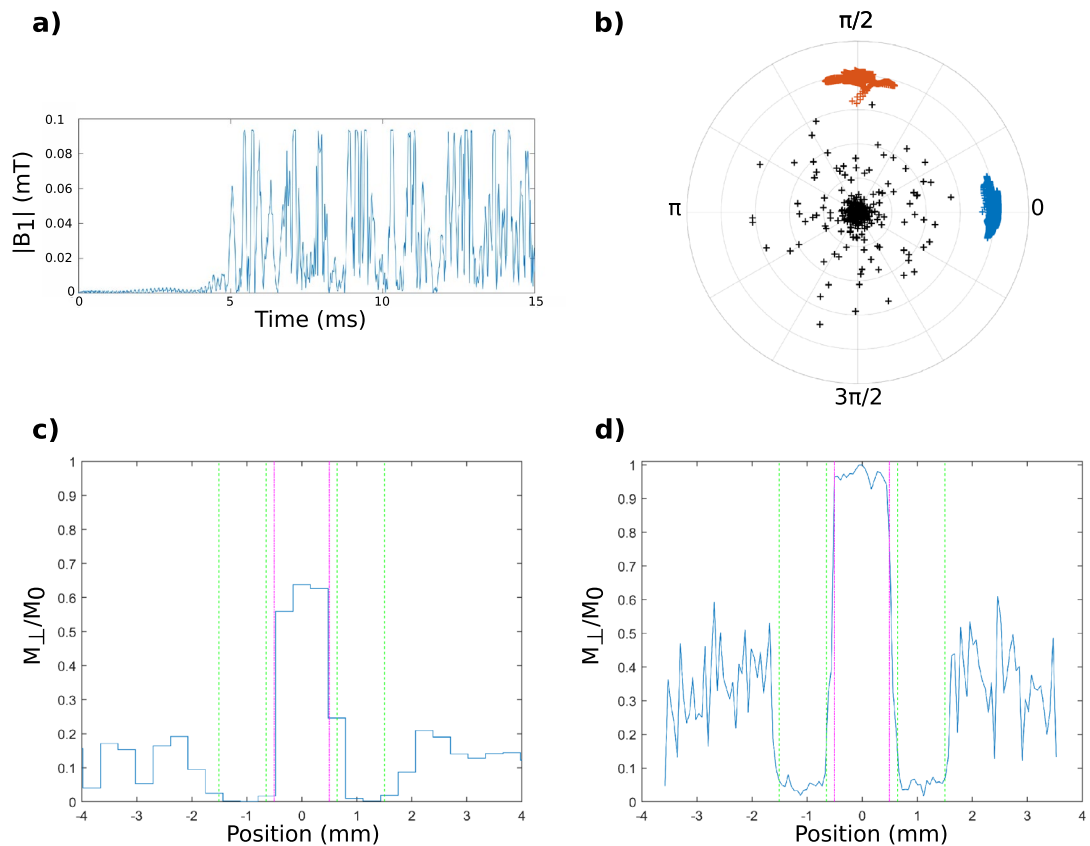 a)
|B1| (mT)
0.1
0.08
0.06
0.04
0.02
0
0 5 10 15
Time (ms)
b)
π/2
π
0
3π/2
c)
M⊥/M0
1
0.9
0.8
0.7
0.6
0.5
0.4
0.3
0.2
0.1
0
-4 -3 -2 -1 0 1 2 3 4
Position (mm)
d)
M⊥/M0
1
0.9
0.8
0.7
0.6
0.5
0.4
0.3
0.2
0.1
0
-4 -3 -2 -1 0 1 2 3 4
Position (mm)